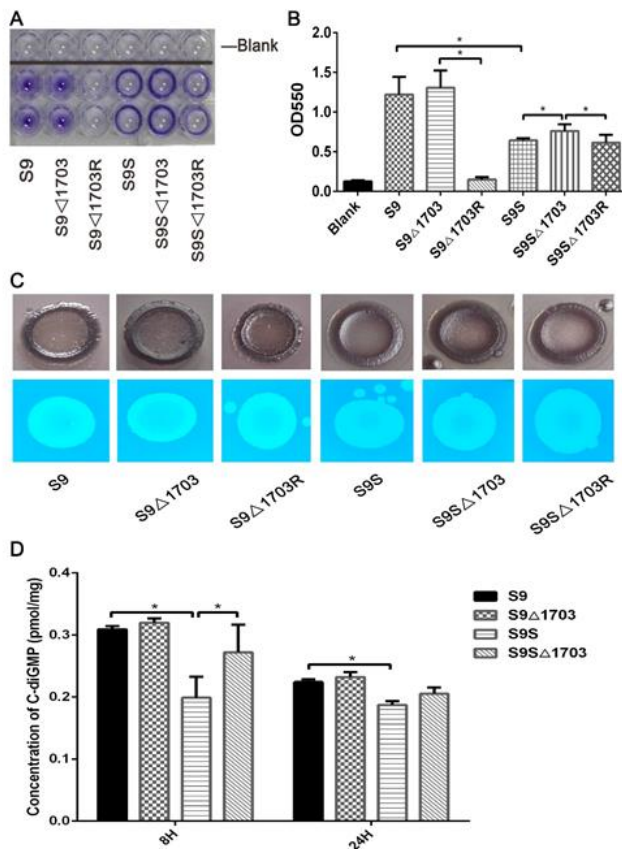 A
Blank
S9
S9◁1703
S9◁1703R
S9S
S9S◁1703
S9S◁1703R
B
OD550
2.0
1.5
1.0
0.5
0.0
*
*
*
*
Blank
S9
S9△1703
S9△1703R
S9S
S9S△1703
S9S△1703R
C
S9
S9△1703
S9△1703R
S9S
S9S△1703
S9S△1703R
D
Concentration of C-diGMP (pmol/mg)
0.4
0.3
0.2
0.1
0.0
*
*
*
8H
24H
S9
S9△1703
S9S
S9S△1703